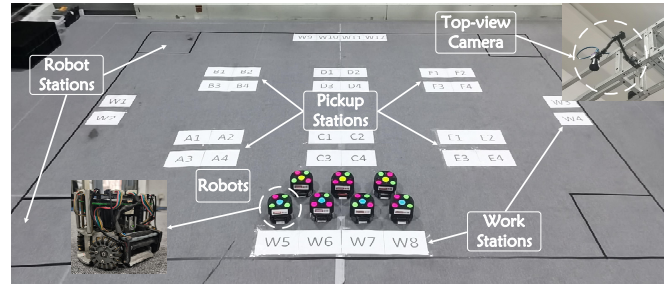 W9 W10 W11 W12
Top-view
Camera
Robot
Stations
B1 B2
D1 D2
F1 F2
B3 B4
D3 D4
F3 F4
W1
W2
Pickup
Stations
W3
W4
A1 A2
C1 C2
E1 E2
A3 A4
C3 C4
E3 E4
Robots
Work
Stations
W5 W6 W7 W8